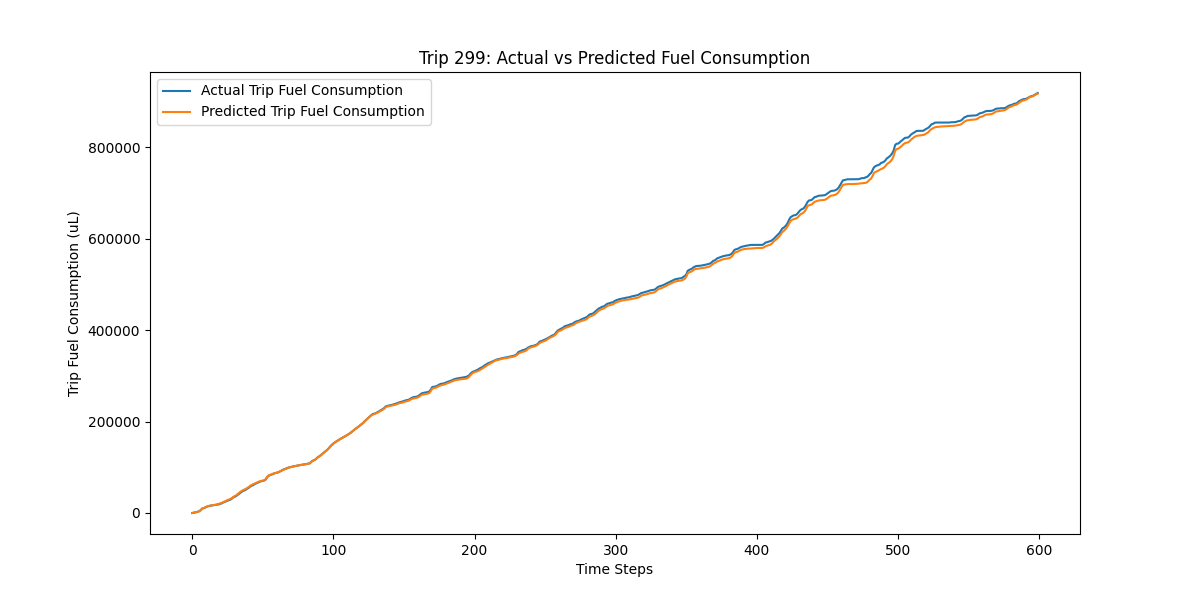 Trip 299: Actual vs Predicted Fuel Consumption
Actual Trip Fuel Consumption
Predicted Trip Fuel Consumption
Trip Fuel Consumption (uL)
800000
600000
400000
200000
0
0 100 200 300 400 500 600
Time Steps